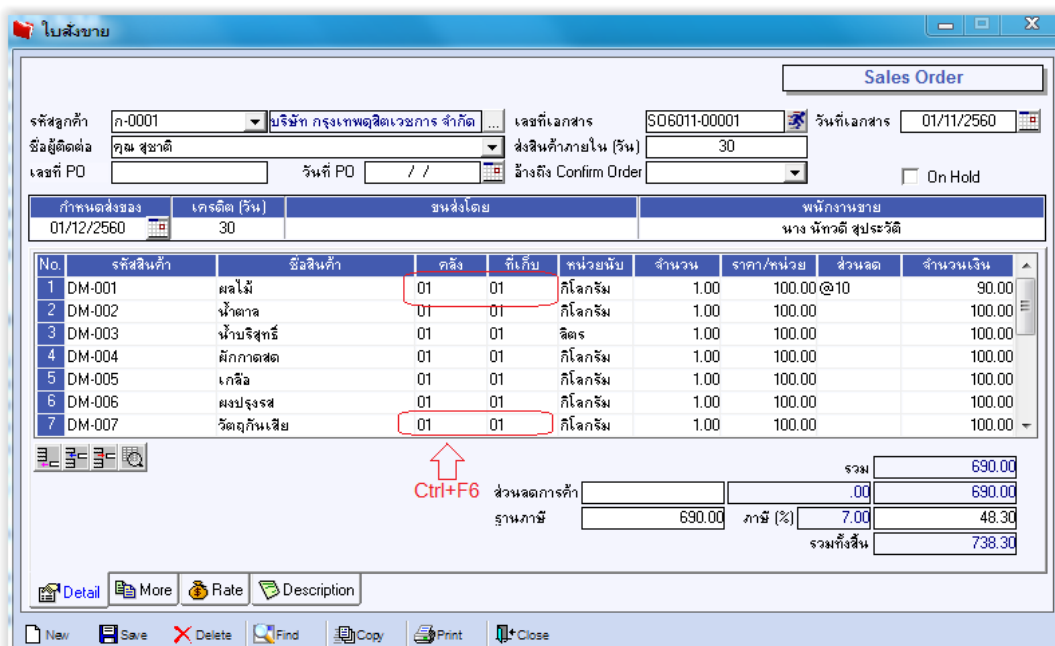 ใบสั่งขาย
Sales Order
รหัสลูกค้า ก-0001 บริษัท กรุงเทพดุสิตเวชการ จำกัด ... เลขที่เอกสาร SO6011-00001 วันที่เอกสาร 01/11/2560
ชื่อผู้ติดต่อ คุณ สุชาติ ส่งสินค้าภายใน (วัน) 30
เลขที่ PO วันที่ PO / / อ้างถึง Confirm Order On Hold
กำหนดส่งของ เครดิต (วัน) ขนส่งโดย พนักงานขาย
01/12/2560 30 นาง นัทวดี สุประวัติ
No. รหัสสินค้า ชื่อสินค้า คลัง ที่เก็บ หน่วยนับ จำนวน ราคา/หน่วย ส่วนลด จำนวนเงิน
1 DM-001 ผลไม้ 01 01 กิโลกรัม 1.00 100.00 @10 90.00
2 DM-002 น้ำตาล 01 01 กิโลกรัม 1.00 100.00 100.00
3 DM-003 น้ำบริสุทธิ์ 01 01 ลิตร 1.00 100.00 100.00
4 DM-004 ผักกาดสด 01 01 กิโลกรัม 1.00 100.00 100.00
5 DM-005 เกลือ 01 01 กิโลกรัม 1.00 100.00 100.00
6 DM-006 ผงปรุงรส 01 01 กิโลกรัม 1.00 100.00 100.00
7 DM-007 วัตถุกันเสีย 01 01 กิโลกรัม 1.00 100.00 100.00
รวม 690.00
Ctrl+F6 ส่วนลดการค้า .00 690.00
ฐานภาษี 690.00 ภาษี (%) 7.00 48.30
รวมทั้งสิ้น 738.30
Detail More Rate Description
New Save Delete Find Copy Print Close